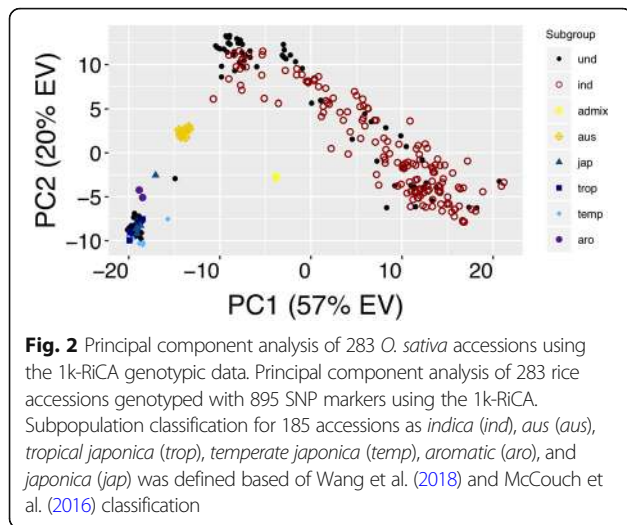 PC2 (20% EV)
10
5
0
−5
−10
−20
−10
0
10
20
PC1 (57% EV)
Subgroup
und
ind
admix
aus
jap
trop
temp
aro
Fig. 2 Principal component analysis of 283 O. sativa accessions using
the 1k-RiCA genotypic data. Principal component analysis of 283 rice
accessions genotyped with 895 SNP markers using the 1k-RiCA.
Subpopulation classification for 185 accessions as indica (ind), aus (aus),
tropical japonica (trop), temperate japonica (temp), aromatic (aro), and
japonica (jap) was defined based of Wang et al. (2018) and McCouch et
al. (2016) classification